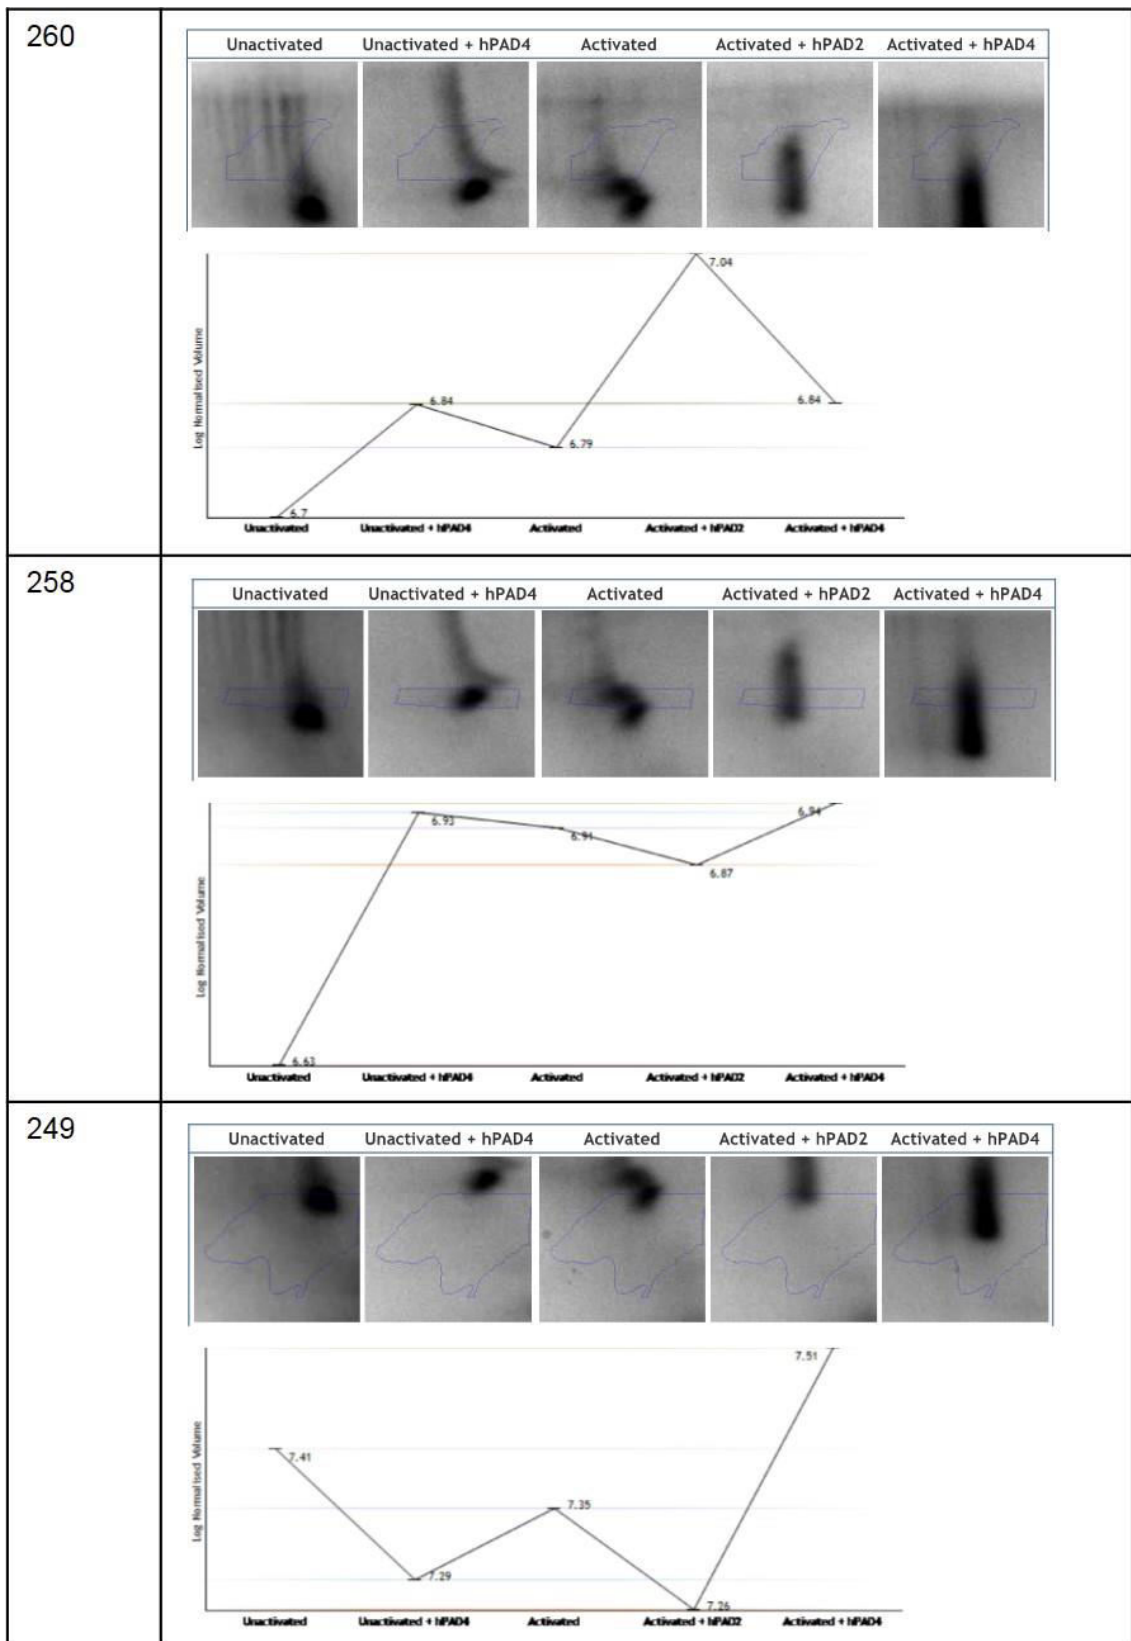 260
Unactivated Unactivated + hPAD4 Activated Activated + hPAD2 Activated + hPAD4
Log Normalised Volume
7.04
6.84
6.84
6.79
6.7
Unactivated Unactivated + hPAD4 Activated Activated + hPAD2 Activated + hPAD4
258
Unactivated Unactivated + hPAD4 Activated Activated + hPAD2 Activated + hPAD4
Log Normalised Volume
6.94
6.93
6.91
6.87
6.63
Unactivated Unactivated + hPAD4 Activated Activated + hPAD2 Activated + hPAD4
249
Unactivated Unactivated + hPAD4 Activated Activated + hPAD2 Activated + hPAD4
Log Normalised Volume
7.51
7.41
7.35
7.29
7.26
Unactivated Unactivated + hPAD4 Activated Activated + hPAD2 Activated + hPAD4